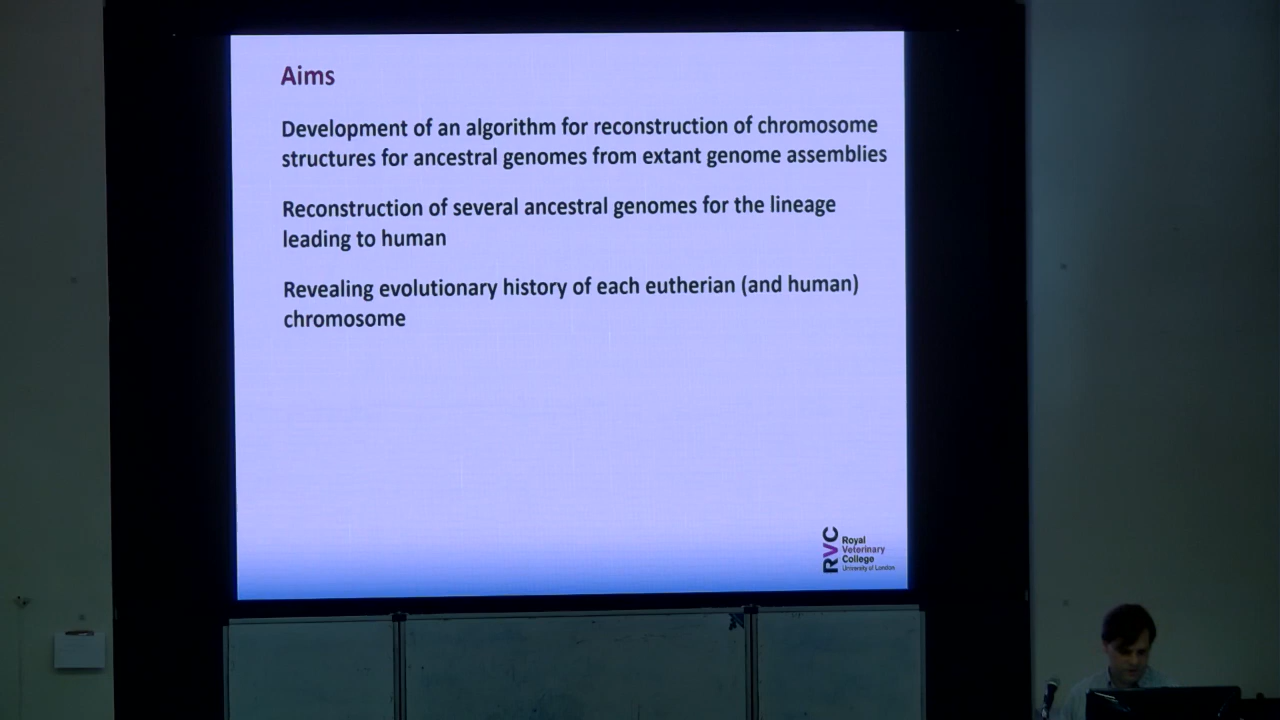 Aims
Development of an algorithm for reconstruction of chromosome
structures for ancestral genomes from extant genome assemblies
Reconstruction of several ancestral genomes for the lineage
leading to human
Revealing evolutionary history of each eutherian (and human)
chromosome
RVC
Royal
Veterinary
College
University of London